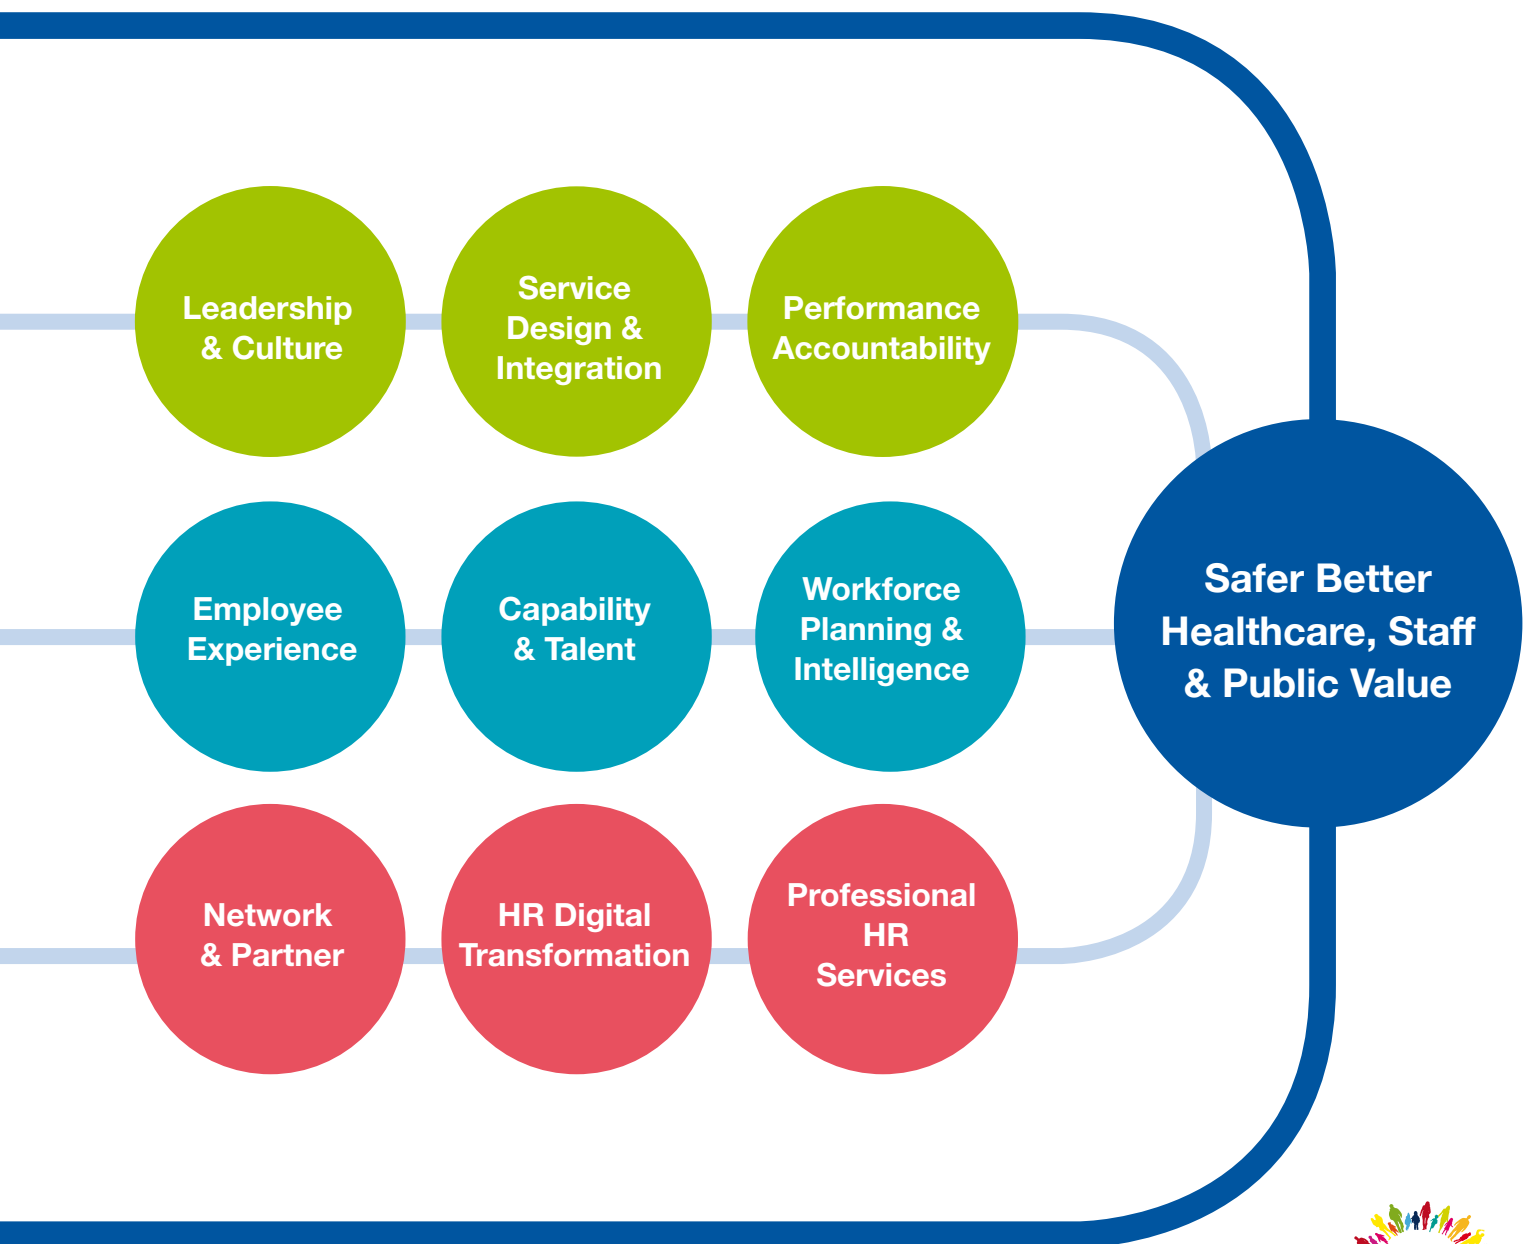 Leadership
& Culture
Service
Design &
Integration
Performance
Accountability
Employee
Experience
Capability
& Talent
Workforce
Planning &
Intelligence
Safer Better
Healthcare, Staff
& Public Value
Network
& Partner
HR Digital
Transformation
Professional
HR
Services